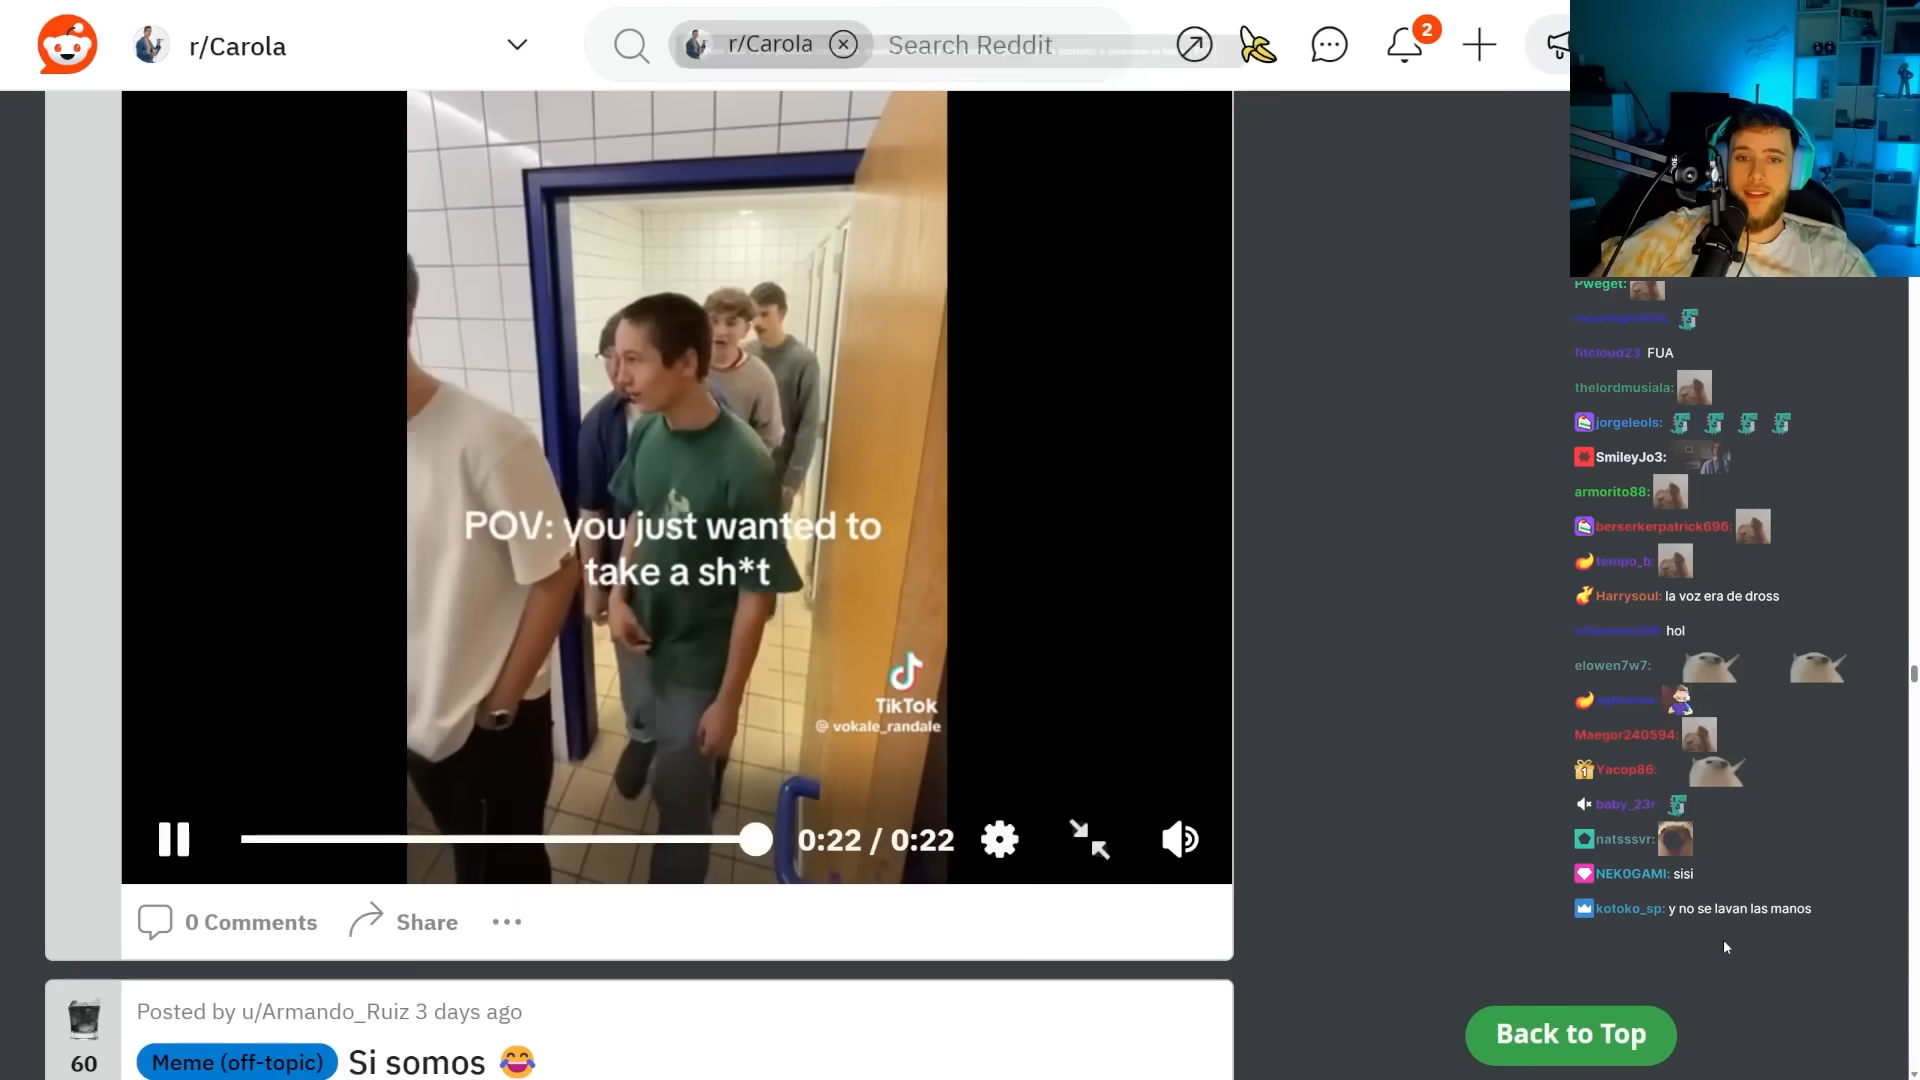 r/Carola
r/Carola
Search Reddit
2
POV: you just wanted to
take a sh*t
TikTok
@ vokale_randale
0:22 / 0:22
0 Comments
Share
Posted by u/Armando_Ruiz 3 days ago
60
Meme (off-topic) Si somos 😂
Pweget:
fitcloud23 FUA
thelordmusiala:
jorgeleols:
SmileyJo3:
armorito88:
berserkerpatrick696:
tempo_b:
Harrysoul: la voz era de dross
hol
elowen7w7:
Maegor240594:
Yacop86:
baby_23r:
natsssvr:
NEK0GAMI: sisi
kotoko_sp: y no se lavan las manos
Back to Top